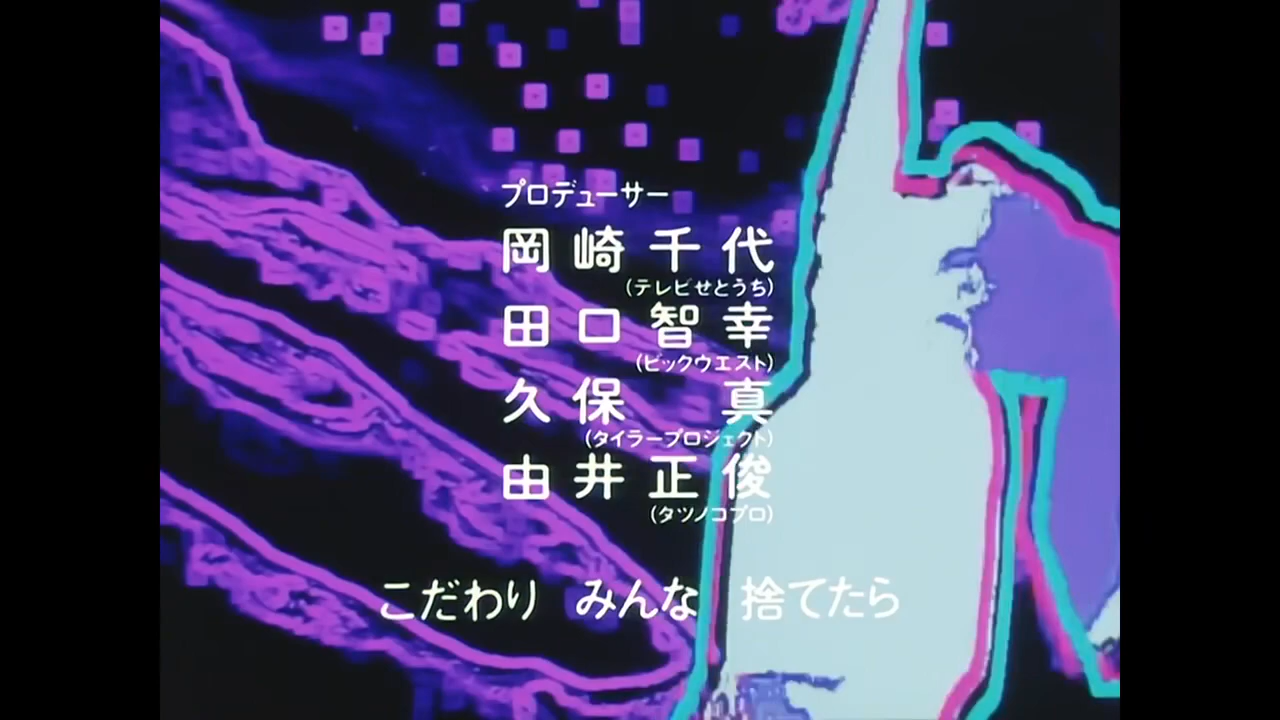 プロデューサー
岡崎千代
(テレビせとうち)
田口智幸
(ビックウエスト)
久保 真
(タイラープロジェクト)
由井正俊
(タツノコプロ)
こだわり みんな 捨てたら